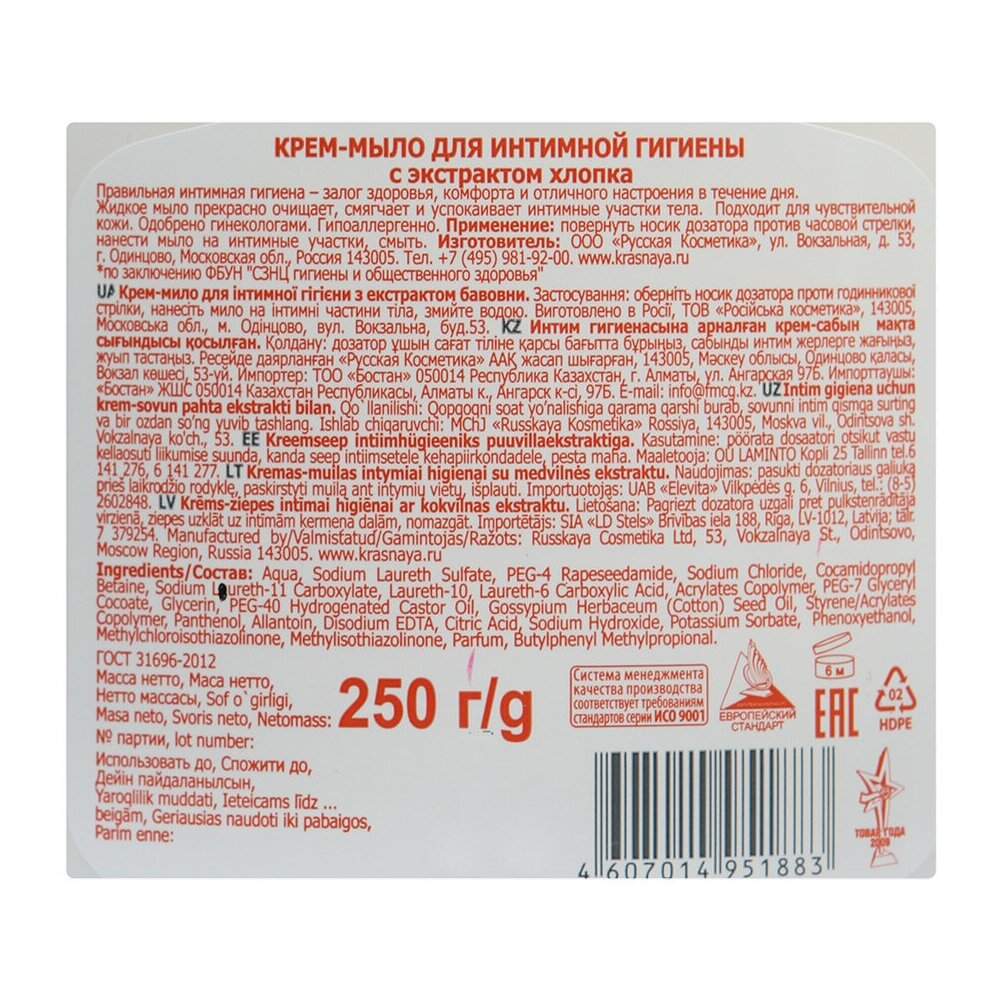 КРЕМ-МЫЛО ДЛЯ ИНТИМНОЙ ГИГИЕНЫ
С ЭКСТРАКТОМ ХЛОПКА
Правильная интимная гигиена – залог здоровья, комфорта и отличного настроения в течение дня.
Жидкое мыло прекрасно очищает, смягчает и успокаивает интимные участки тела. Подходит для чувствительной
кожи. Одобрено гинекологами. Гипоаллергенно. Применение: повернуть носик дозатора против часовой стрелки,
нанести мыло на интимные участки, смыть. Изготовитель: ООО «Русская Косметика», ул. Вокзальная, д. 53,
г. Одинцово, Московская обл., Россия 143005. Тел. +7 (495) 981-92-00. www.krasnaya.ru
*по заключению ФБУН "СЗНЦ гигиены и общественного здоровья"
UA Крем-мило для інтимної гігієни з екстрактом бавовни. Застосування: оберніть носик дозатора проти годинникової
стрілки, нанесіть мило на інтимні частини тіла, змийте водою. Виготовлено в Росії, ТОВ «Російська косметика», 143005,
Московська обл., м. Одінцово, вул. Вокзальна, буд.53. KZ Интим гигиенасына арналған крем-сабын мақта
сығындысы қосылған. Қолдану: дозатор ұшын сағат тіліне қарсы бағытта бұрыңыз, сабынды интим жерлерге жағыңыз,
жуып тастаңыз. Ресейде даярланған «Русская Косметика» ААҚ жасап шығарған, 143005, Мәскеу облысы, Одинцово қаласы,
Вокзал көшесі, 53-үй. Импортер: ТОО «Бостан» 050014 Республика Казахстан, г. Алматы, ул. Ангарская 97Б. Импорттаушы:
«Бостан» ЖШС 050014 Казахстан Республикасы, Алматы к., Ангарск к-сі, 97Б. E-mail: info@fmcg.kz. UZ Intim gigiena uchun
krem-sovun pahta ekstrakti bilan. Qo`llanilishi: Qopqogni soat yo'nalishiga qarama qarshi burab, sovunni intim qismga surting
va bir ozdan so'ng yuvib tashlang. Ishlab chiqaruvchi: MCHJ «Russkaya Kosmetika» Rossiya, 143005, Moskva vil., Odintsova sh.
Vokzalnaya ko'ch., 53. EE Kreemseep intiimhügieeniks puuvillaekstraktiga. Kasutamine: pöörata dosaatori otsikut vastu
kellaosuti liikumise suunda, kanda seep intiimsetele kehapiirkondadele, pesta maha. Maaletooja: OÜ LAMINTO Kopli 25 Tallinn tel.6
141 276, 6 141 277. LT Kremas-muilas intymiai higienai su medvilnės ekstraktu. Naudojimas: pasukti dozatoriaus galiuką
prieš laikrodžio rodyklę, paskirstyti muilą ant intymių vietų, išplauti. Importuotojas: UAB «Elevita» Vilkpėdės g. 6, Vilnius, tel.: (8-5)
2602848. LV Krēms-ziepes intimai higiēnai ar kokvilnas ekstraktu. Lietošana: Pagriezt dozatora uzgali pret pulkstenrādītāja
virzienā, ziepes uzklāt uz intīmām ķermeņa daļām, nomazgāt. Importētājs: SIA «LD Stels» Brīvības iela 188, Rīga, LV-1012, Latvija; tālr.
7 379254. Manufactured by/Valmistatud/Gamintojas/Ražots: Russkaya Cosmetika Ltd, 53, Vokzalnaya St., Odintsovo,
Moscow Region, Russia 143005. www.krasnaya.ru
Ingredients/Состав: Aqua, Sodium Laureth Sulfate, PEG-4 Rapeseedamide, Sodium Chloride, Cocamidopropyl
Betaine, Sodium Laureth-11 Carboxylate, Laureth-10, Laureth-6 Carboxylic Acid, Acrylates Copolymer, PEG-7 Glyceryl
Cocoate, Glycerin, PEG-40 Hydrogenated Castor Oil, Gossypium Herbaceum (Cotton) Seed Oil, Styrene/Acrylates
Copolymer, Panthenol, Allantoin, Disodium EDTA, Citric Acid, Sodium Hydroxide, Potassium Sorbate, Phenoxyethanol,
Methylchloroisothiazolinone, Methylisothiazolinone, Parfum, Butylphenyl Methylpropional.
ГОСТ 31696-2012
Масса нетто, Маса нетто,
Нетто массасы, Sof o`girligi,
Masa neto, Svoris neto, Netomass:
250 г/g
№ партии, lot number:
Использовать до, Спожити до,
Дейін пайдаланылсын,
Yaroglilik muddati, Ieteicams līdz ...
beigām, Geriausias naudoti iki pabaigos,
Parim enne:
Система менеджмента
качества производства
соответствует требованиям
стандартов серии ИСО 9001
ЕВРОПЕЙСКИЙ
СТАНДАРТ
6 м
EAC
02
HDPE
ТОВАР ГОДА
2009
4 607014 951883